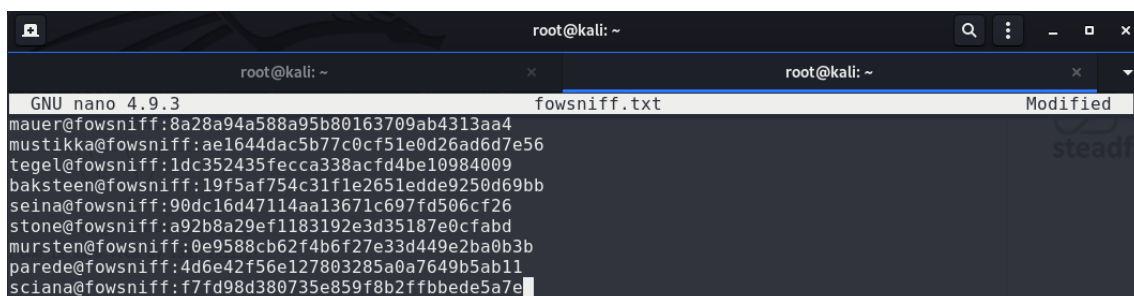 root@kali: ~
root@kali: ~
root@kali: ~
GNU nano 4.9.3 fowsniff.txt Modified
mauer@fowsniff:8a28a94a588a95b80163709ab4313aa4
mustikka@fowsniff:ae1644dac5b77c0cf51e0d26ad6d7e56
tegel@fowsniff:1dc352435fecca338acfd4be10984009
baksteen@fowsniff:19f5af754c31f1e2651edde9250d69bb
seina@fowsniff:90dc16d47114aa13671c697fd506cf26
stone@fowsniff:a92b8a29ef1183192e3d35187e0cfabd
mursten@fowsniff:0e9588cb62f4b6f27e33d449e2ba0b3b
parede@fowsniff:4d6e42f56e127803285a0a7649b5ab11
sciana@fowsniff:f7fd98d380735e859f8b2ffbbede5a7e